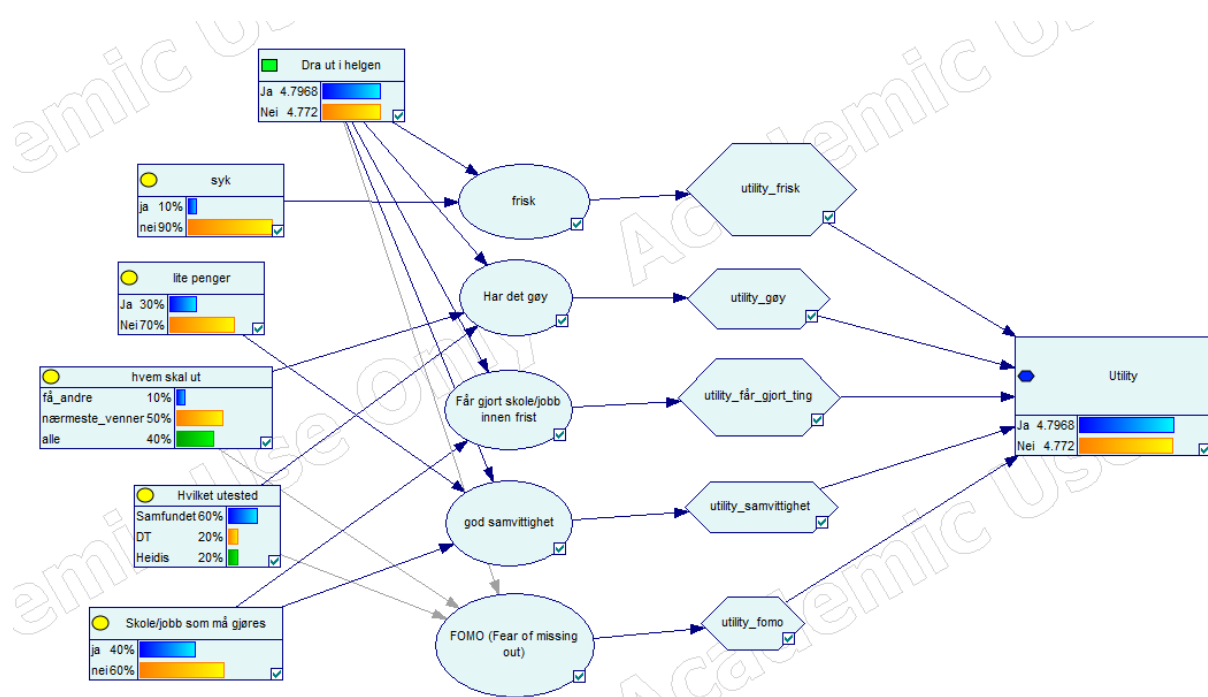 Dra ut i helgen
Ja 4.7968
Nei 4.772
syk
ja 10%
nei 90%
lite penger
Ja 30%
Nei 70%
hvem skal ut
få_andre 10%
nærmeste_venner 50%
alle 40%
Hvilket utested
Samfundet 60%
DT 20%
Heidis 20%
Skole/jobb som må gjøres
ja 40%
nei 60%
frisk
Har det gøy
Får gjort skole/jobb
innen frist
god samvittighet
FOMO (Fear of missing
out)
utility_frisk
utility_gøy
utility_får_gjort_ting
utility_samvittighet
utility_fomo
Utility
Ja 4.7968
Nei 4.772
Academic Use Only